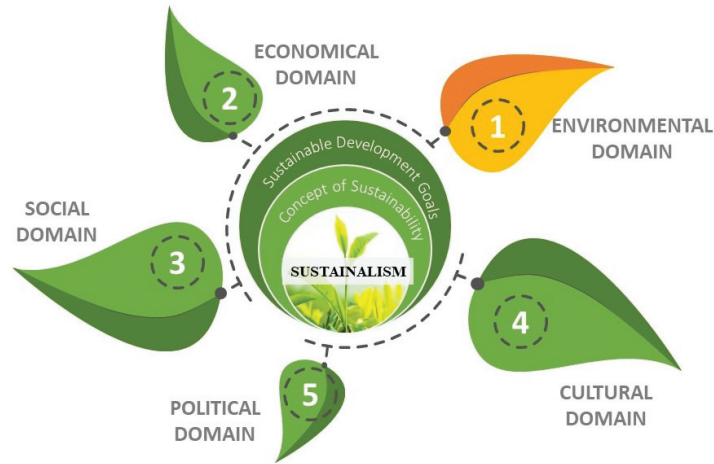 ECONOMICAL
DOMAIN
2
1
ENVIRONMENTAL
DOMAIN
Sustainable Development Goals
Concept of Sustainability
SUSTAINALISM
SOCIAL
DOMAIN
3
4
CULTURAL
DOMAIN
5
POLITICAL
DOMAIN